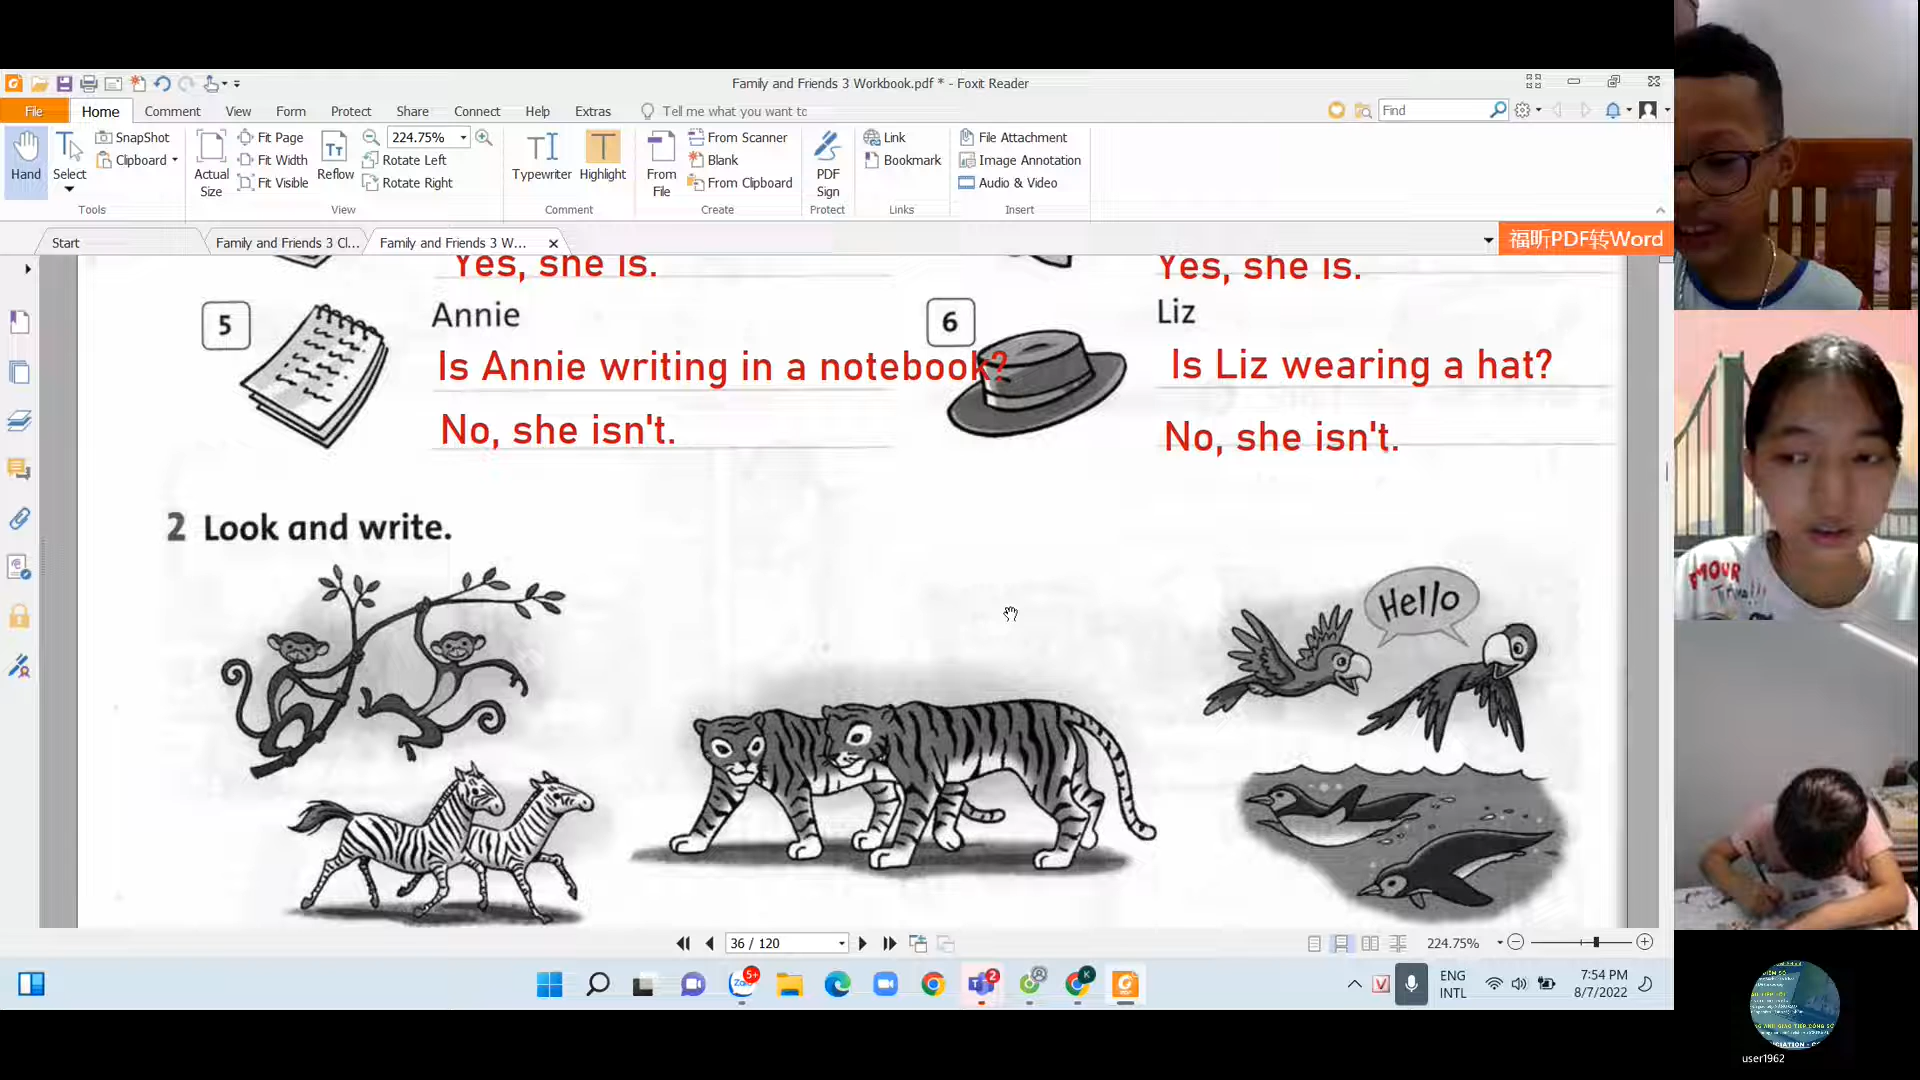 Family and Friends 3 Workbook.pdf * - Foxit Reader
File Home Comment View Form Protect Share Connect Help Extras Tell me what you want to Find
Hand
Select
SnapShot
Clipboard
Tools
Actual Size
Fit Page
Fit Width
Fit Visible
Reflow
224.75%
Rotate Left
Rotate Right
View
Typewriter
Highlight
Comment
From File
From Scanner
Blank
From Clipboard
Create
PDF Sign
Protect
Link
Bookmark
Links
File Attachment
Image Annotation
Audio & Video
Insert
Start
Family and Friends 3 Cl...
Family and Friends 3 W...
福昕PDF转Word
Yes, she is.
Yes, she is.
5
Annie
Is Annie writing in a notebook?
No, she isn't.
6
Liz
Is Liz wearing a hat?
No, she isn't.
2 Look and write.
Hello
36 / 120
224.75%
5+
Zalo
2
K
V
ENG
INTL
7:54 PM
8/7/2022
user1962